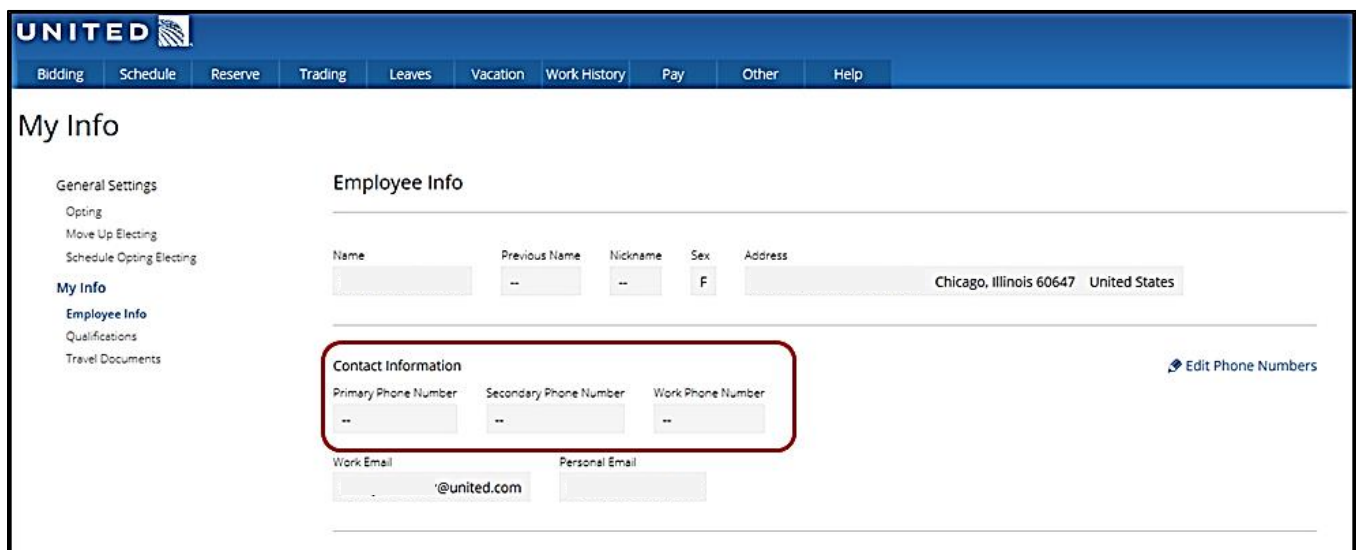 UNITED
Bidding Schedule Reserve Trading Leaves Vacation Work History Pay Other Help
My Info
General Settings
Opting
Move Up Electing
Schedule Opting Electing
My Info
Employee Info
Qualifications
Travel Documents
Employee Info
Name Previous Name Nickname Sex Address
-- -- F Chicago, Illinois 60647 United States
Contact Information
Edit Phone Numbers
Primary Phone Number Secondary Phone Number Work Phone Number
-- -- --
Work Email Personal Email
@united.com